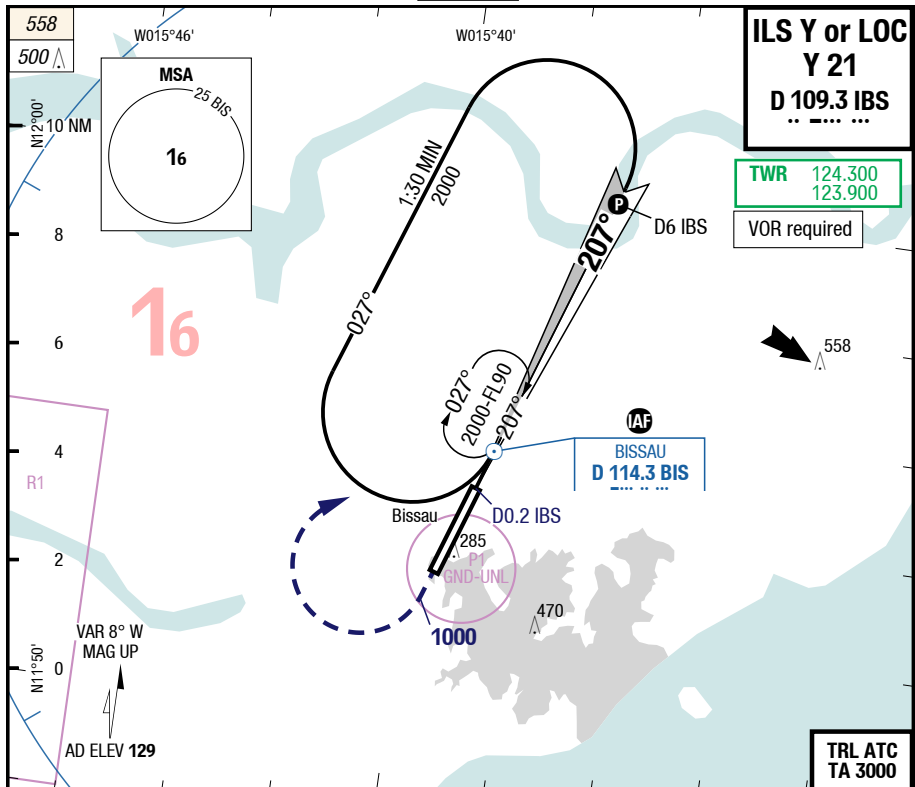 558
500
W015°46'
W015°40'
ILS Y or LOC
Y 21
D 109.3 IBS
MSA
25 BIS
16
N12°00'
10 NM
1:30 MIN
2000
TWR 124.300
123.900
VOR required
P
D6 IBS
207°
8
16
027°
6
558
027°
2000-FL90
207°
IAF
BISSAU
D 114.3 BIS
4
R1
Bissau
D0.2 IBS
285
P1
GND-UNL
2
470
1000
VAR 8° W
MAG UP
N11°50'
0
AD ELEV 129
TRL ATC
TA 3000